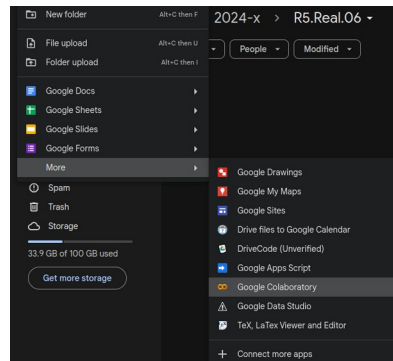 New folder Alt+C then F
2024-x > R5.Real.06
File upload Alt+C then U
People
Modified
Folder upload Alt+C then I
Google Docs
Google Sheets
Google Slides
Google Forms
More
Spam
Trash
Storage
33.9 GB of 100 GB used
Get more storage
Google Drawings
Google My Maps
Google Sites
Drive files to Google Calendar
DriveCode (Unverified)
Google Apps Script
Google Colaboratory
Google Data Studio
TeX, LaTex Viewer and Editor
+ Connect more apps